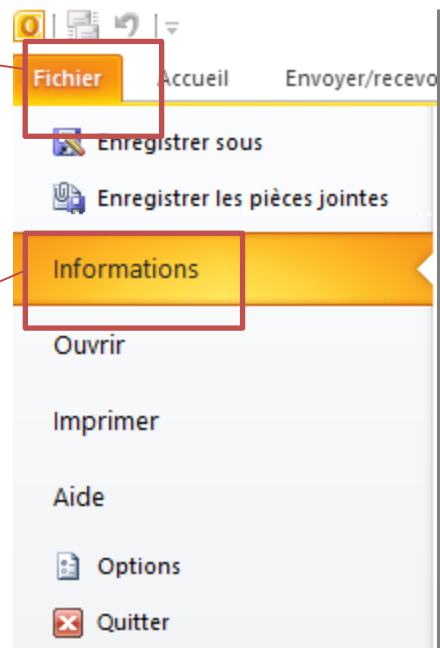 Fichier Accueil Envoyer/recevo
Enregistrer sous
Enregistrer les pièces jointes
Informations
Ouvrir
Imprimer
Aide
Options
Quitter